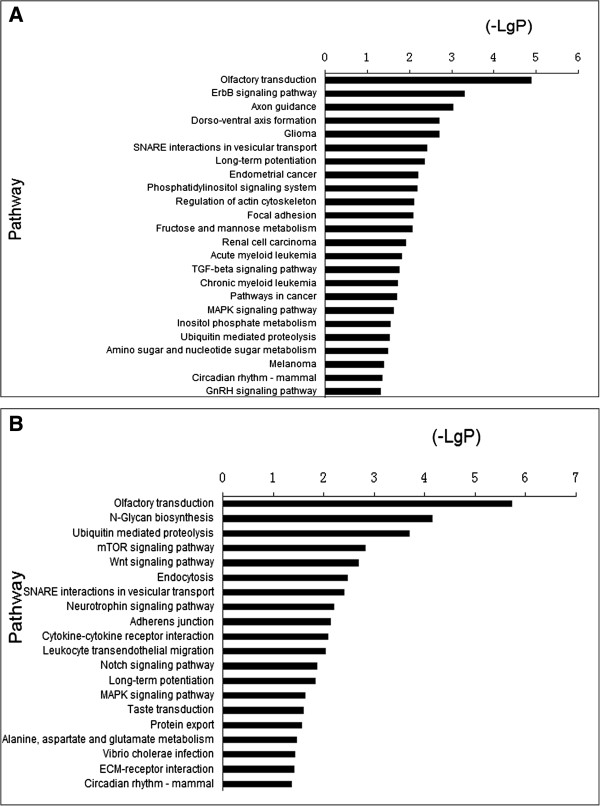 A
(-LgP)
0 1 2 3 4 5 6
Pathway
Olfactory transduction
ErbB signaling pathway
Axon guidance
Dorso-ventral axis formation
Glioma
SNARE interactions in vesicular transport
Long-term potentiation
Endometrial cancer
Phosphatidylinositol signaling system
Regulation of actin cytoskeleton
Focal adhesion
Fructose and mannose metabolism
Renal cell carcinoma
Acute myeloid leukemia
TGF-beta signaling pathway
Chronic myeloid leukemia
Pathways in cancer
MAPK signaling pathway
Inositol phosphate metabolism
Ubiquitin mediated proteolysis
Amino sugar and nucleotide sugar metabolism
Melanoma
Circadian rhythm - mammal
GnRH signaling pathway
B
(-LgP)
0 1 2 3 4 5 6 7
Pathway
Olfactory transduction
N-Glycan biosynthesis
Ubiquitin mediated proteolysis
mTOR signaling pathway
Wnt signaling pathway
Endocytosis
SNARE interactions in vesicular transport
Neurotrophin signaling pathway
Adherens junction
Cytokine-cytokine receptor interaction
Leukocyte transendothelial migration
Notch signaling pathway
Long-term potentiation
MAPK signaling pathway
Taste transduction
Protein export
Alanine, aspartate and glutamate metabolism
Vibrio cholerae infection
ECM-receptor interaction
Circadian rhythm - mammal